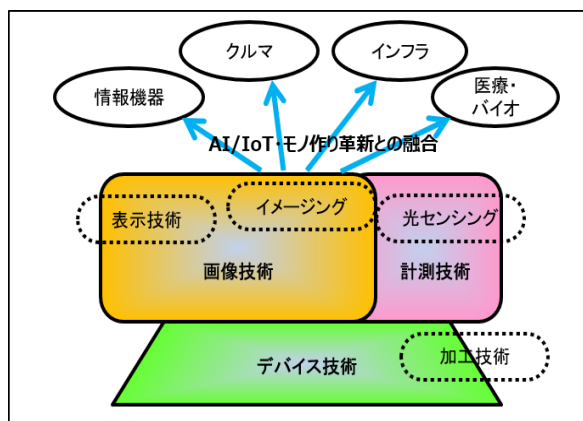 クルマ
インフラ
情報機器
医療・
バイオ
AI/IoT・モノ作り革新との融合
表示技術
イメージング
光センシング
画像技術
計測技術
デバイス技術
加工技術